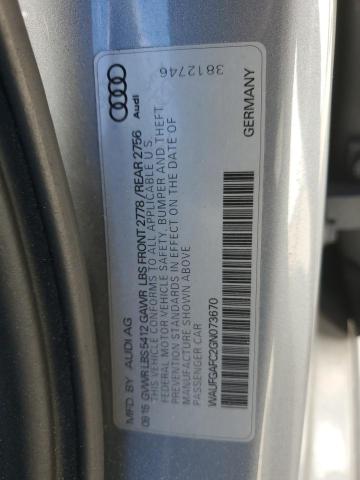 MFD. BY AUDI AG
09.15 GVWR LBS 5412 GAWR LBS FRONT 2778 / REAR 2756
THIS VEHICLE CONFORMS TO ALL APPLICABLE U.S.
FEDERAL MOTOR VEHICLE SAFETY, BUMPER AND THEFT
PREVENTION STANDARDS IN EFFECT ON THE DATE OF
MANUFACTURE SHOWN ABOVE
PASSENGER CAR
WAUFGAFC2GN073670
Audi
3812746
GERMANY